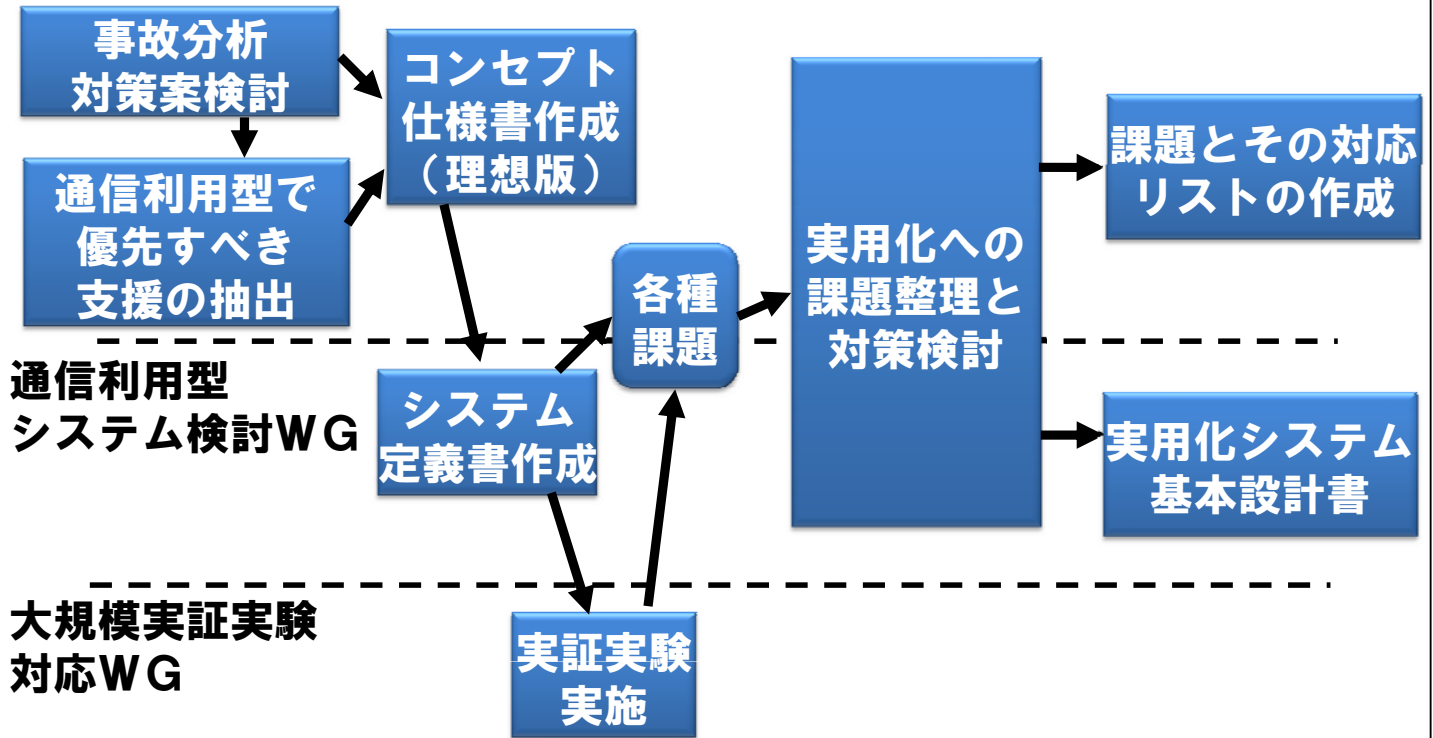 事故分析
対策案検討
コンセプト
仕様書作成
（理想版）
通信利用型で
優先すべき
支援の抽出
各種
課題
実用化への
課題整理と
対策検討
課題とその対応
リストの作成
通信利用型
システム検討ＷＧ
システム
定義書作成
実用化システム
基本設計書
大規模実証実験
対応ＷＧ
実証実験
実施